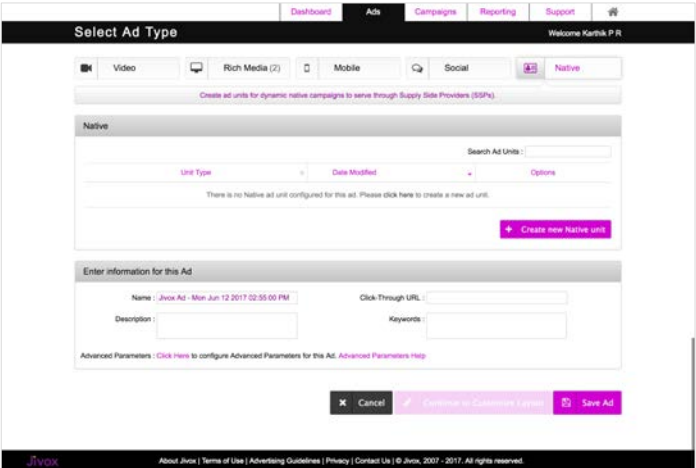 Dashboard Ads Campaigns Reporting Support
Select Ad Type Welcome Karthik P R
Video Rich Media (2) Mobile Social Native
Create ad units for dynamic native campaigns to serve through Supply Side Providers (SSPs).
Native
Search Ad Units :
Unit Type Date Modified Options
There is no Native ad unit configured for this ad. Please click here to create a new ad unit.
+ Create new Native unit
Enter information for this Ad
Name : Jivox Ad - Mon Jun 12 2017 02:55:00 PM Click-Through URL :
Description : Keywords :
Advanced Parameters : Click Here to configure Advanced Parameters for this Ad. Advanced Parameters Help
Cancel Continue to Customize Layout Save Ad
Jivox About Jivox | Terms of Use | Advertising Guidelines | Privacy | Contact Us | © Jivox, 2007 - 2017. All rights reserved.